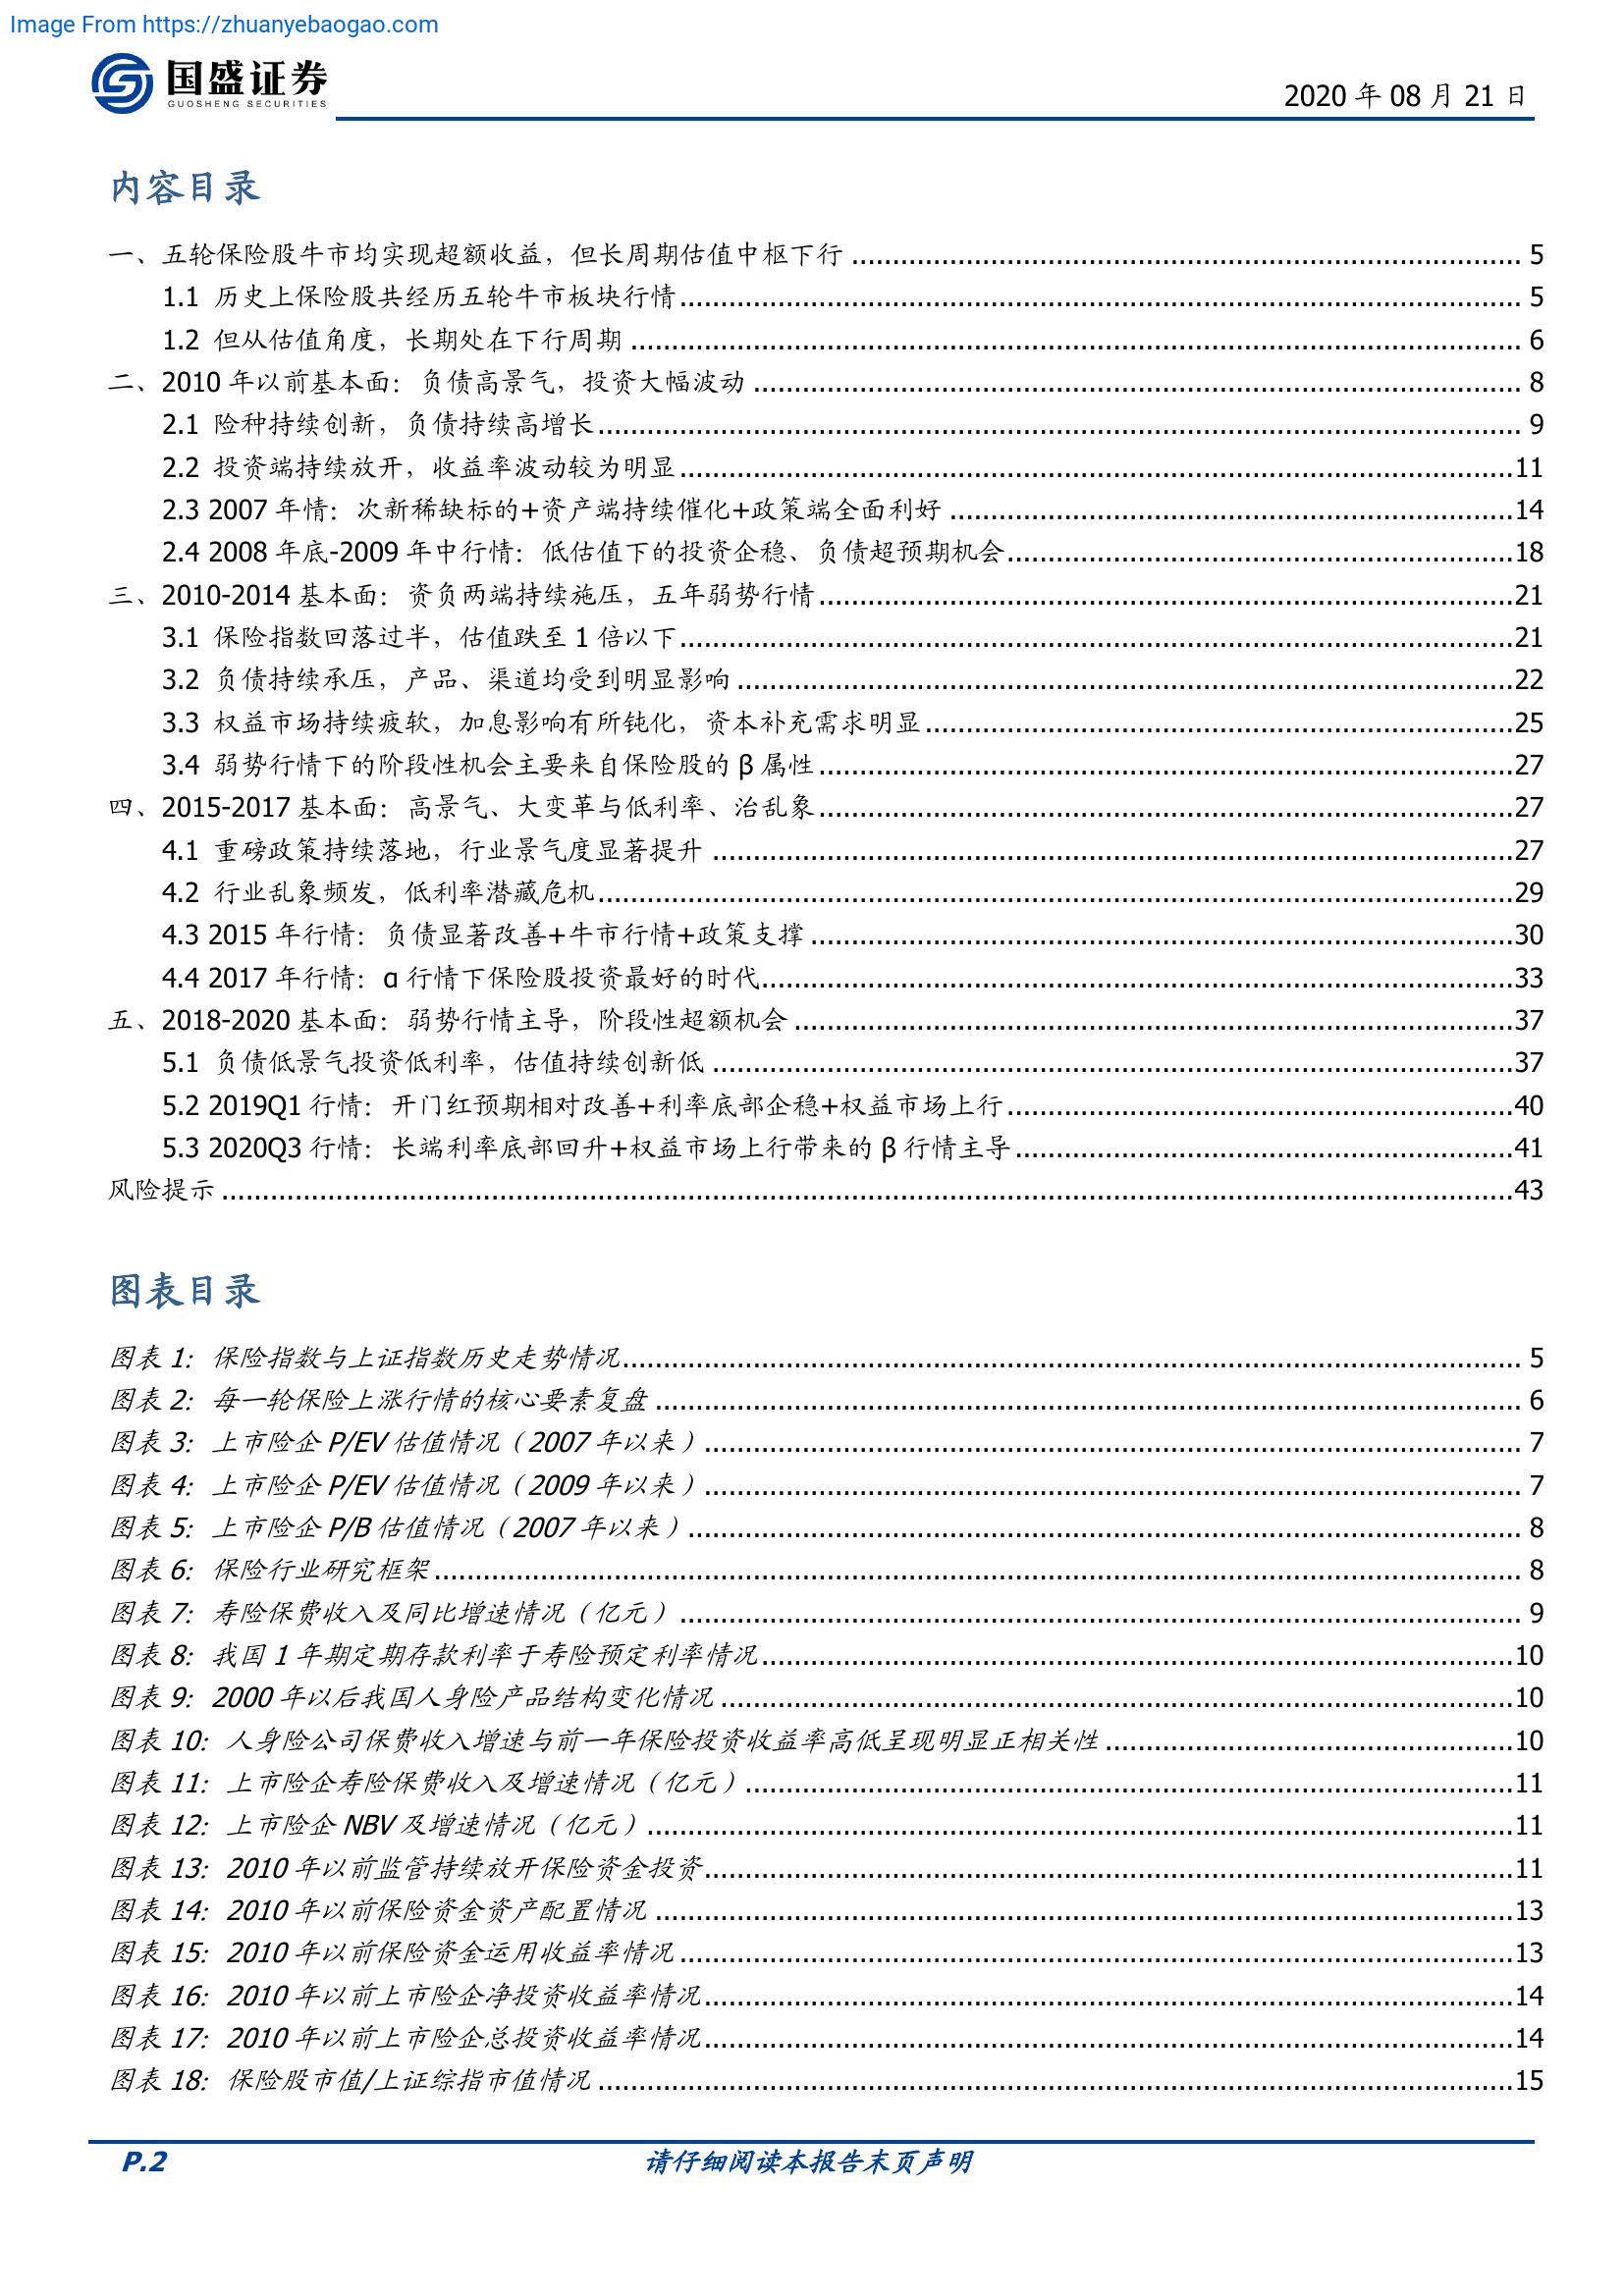 Image From https://zhuanyebaogao.com
国盛证券
GUOSHENG SECURITIES
2020 年 08 月 21 日
内容目录
一、五轮保险股牛市均实现超额收益，但长周期估值中枢下行 ........ 5
1.1 历史上保险股共经历五轮牛市板块行情 ........ 5
1.2 但从估值角度，长期处在下行周期 ........ 6
二、2010 年以前基本面：负债高景气，投资大幅波动 ........ 8
2.1 险种持续创新，负债持续高增长 ........ 9
2.2 投资端持续放开，收益率波动较为明显 ........ 11
2.3 2007 年情：次新稀缺标的+资产端持续催化+政策端全面利好 ........ 14
2.4 2008 年底-2009 年中行情：低估值下的投资企稳、负债超预期机会 ........ 18
三、2010-2014 基本面：资负两端持续施压，五年弱势行情 ........ 21
3.1 保险指数回落过半，估值跌至 1 倍以下 ........ 21
3.2 负债持续承压，产品、渠道均受到明显影响 ........ 22
3.3 权益市场持续疲软，加息影响有所钝化，资本补充需求明显 ........ 25
3.4 弱势行情下的阶段性机会主要来自保险股的 β 属性 ........ 27
四、2015-2017 基本面：高景气、大变革与低利率、治乱象 ........ 27
4.1 重磅政策持续落地，行业景气度显著提升 ........ 27
4.2 行业乱象频发，低利率潜藏危机 ........ 29
4.3 2015 年行情：负债显著改善+牛市行情+政策支撑 ........ 30
4.4 2017 年行情：α 行情下保险股投资最好的时代 ........ 33
五、2018-2020 基本面：弱势行情主导，阶段性超额机会 ........ 37
5.1 负债低景气投资低利率，估值持续创新低 ........ 37
5.2 2019Q1 行情：开门红预期相对改善+利率底部企稳+权益市场上行 ........ 40
5.3 2020Q3 行情：长端利率底部回升+权益市场上行带来的 β 行情主导 ........ 41
风险提示 ........ 43
图表目录
图表 1：保险指数与上证指数历史走势情况 ........ 5
图表 2：每一轮保险上涨行情的核心要素复盘 ........ 6
图表 3：上市险企 P/EV 估值情况（2007 年以来） ........ 7
图表 4：上市险企 P/EV 估值情况（2009 年以来） ........ 7
图表 5：上市险企 P/B 估值情况（2007 年以来） ........ 8
图表 6：保险行业研究框架 ........ 8
图表 7：寿险保费收入及同比增速情况（亿元） ........ 9
图表 8：我国 1 年期定期存款利率于寿险预定利率情况 ........ 10
图表 9：2000 年以后我国人身险产品结构变化情况 ........ 10
图表 10：人身险公司保费收入增速与前一年保险投资收益率高低呈现明显正相关性 ........ 10
图表 11：上市险企寿险保费收入及增速情况（亿元） ........ 11
图表 12：上市险企 NBV 及增速情况（亿元） ........ 11
图表 13：2010 年以前监管持续放开保险资金投资 ........ 11
图表 14：2010 年以前保险资金资产配置情况 ........ 13
图表 15：2010 年以前保险资金运用收益率情况 ........ 13
图表 16：2010 年以前上市险企净投资收益率情况 ........ 14
图表 17：2010 年以前上市险企总投资收益率情况 ........ 14
图表 18：保险股市值/上证综指市值情况 ........ 15
P.2
请仔细阅读本报告末页声明